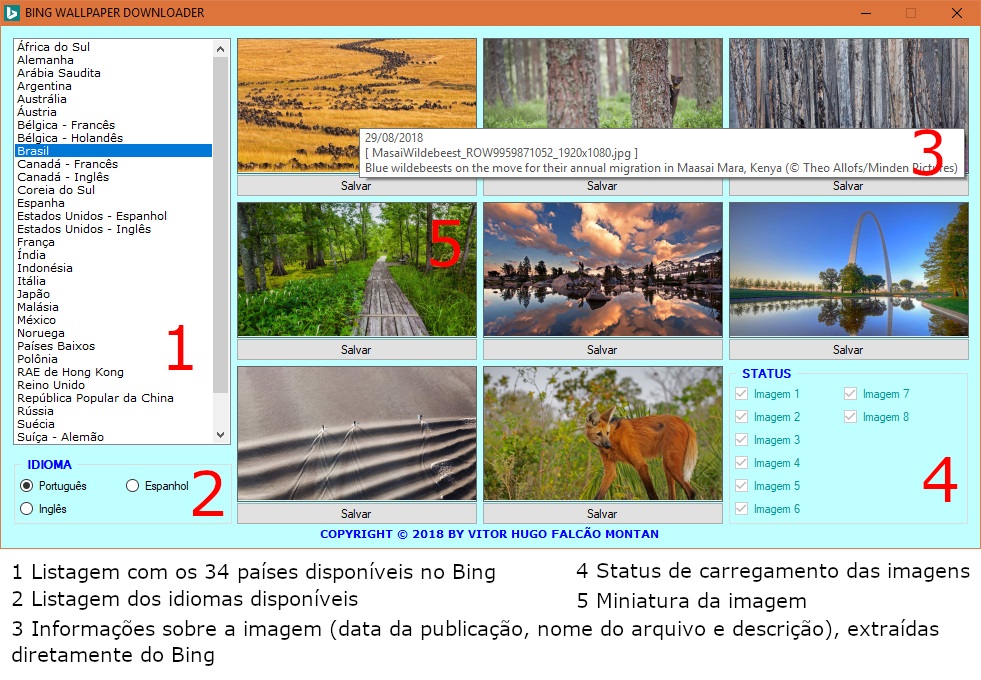 BING WALLPAPER DOWNLOADER
África do Sul
Alemanha
Arábia Saudita
Argentina
Austrália
Áustria
Bélgica - Francês
Bélgica - Holandês
Brasil
Canadá - Francês
Canadá - Inglês
Coreia do Sul
Espanha
Estados Unidos - Espanhol
Estados Unidos - Inglês
França
Índia
Indonésia
Itália
Japão
Malásia
México
Noruega
Países Baixos
Polônia
RAE de Hong Kong
Reino Unido
República Popular da China
Rússia
Suécia
Suíça - Alemão
1
IDIOMA
Português
Espanhol
Inglês
2
29/08/2018
[ MasaiWildebeest_ROW9959871052_1920x1080.jpg ]
Blue wildebeests on the move for their annual migration in Maasai Mara, Kenya (© Theo Allofs/Minden Pictures)
3
Salvar
Salvar
Salvar
5
Salvar
Salvar
Salvar
Salvar
Salvar
STATUS
Imagem 1
Imagem 7
Imagem 2
Imagem 8
Imagem 3
Imagem 4
Imagem 5
Imagem 6
4
COPYRIGHT © 2018 BY VITOR HUGO FALCÃO MONTAN
1 Listagem com os 34 países disponíveis no Bing
2 Listagem dos idiomas disponíveis
3 Informações sobre a imagem (data da publicação, nome do arquivo e descrição), extraídas
diretamente do Bing
4 Status de carregamento das imagens
5 Miniatura da imagem